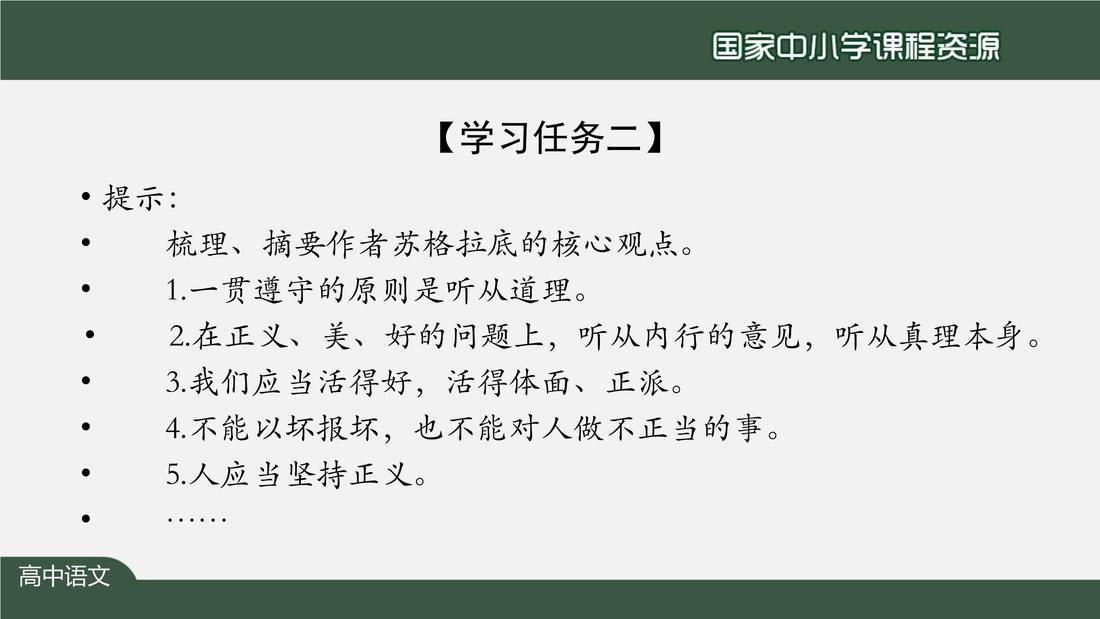 国家中小学课程资源
【学习任务二】
• 提示：
• 梳理、摘要作者苏格拉底的核心观点。
• 1.一贯遵守的原则是听从道理。
• 2.在正义、美、好的问题上，听从内行的意见，听从真理本身。
• 3.我们应当活得好，活得体面、正派。
• 4.不能以坏报坏，也不能对人做不正当的事。
• 5.人应当坚持正义。
• ……
高中语文